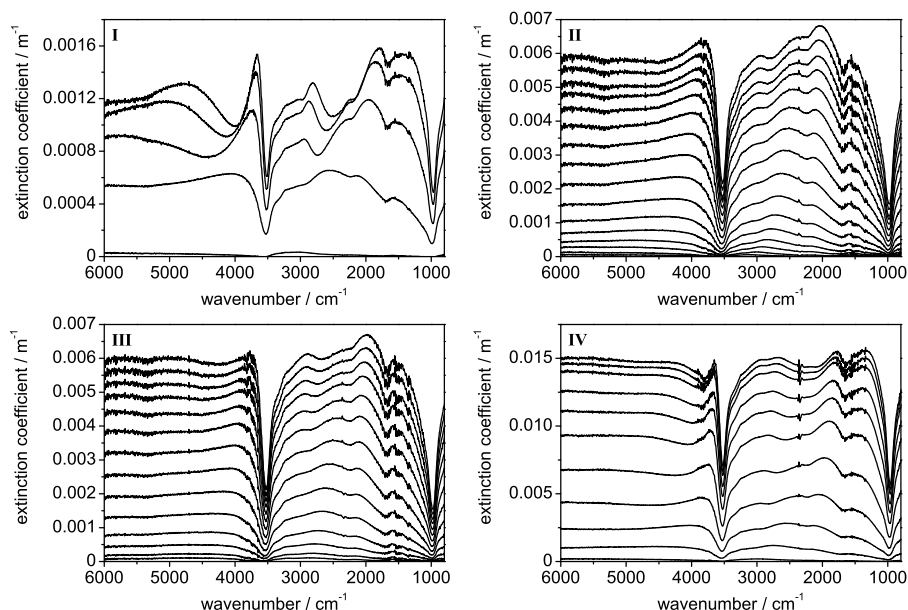 I
extinction coefficient / m⁻¹
0.0016
0.0012
0.0008
0.0004
0
6000 5000 4000 3000 2000 1000
wavenumber / cm⁻¹
II
extinction coefficient / m⁻¹
0.007
0.006
0.005
0.004
0.003
0.002
0.001
0
6000 5000 4000 3000 2000 1000
wavenumber / cm⁻¹
III
extinction coefficient / m⁻¹
0.007
0.006
0.005
0.004
0.003
0.002
0.001
0
6000 5000 4000 3000 2000 1000
wavenumber / cm⁻¹
IV
extinction coefficient / m⁻¹
0.015
0.010
0.005
0
6000 5000 4000 3000 2000 1000
wavenumber / cm⁻¹